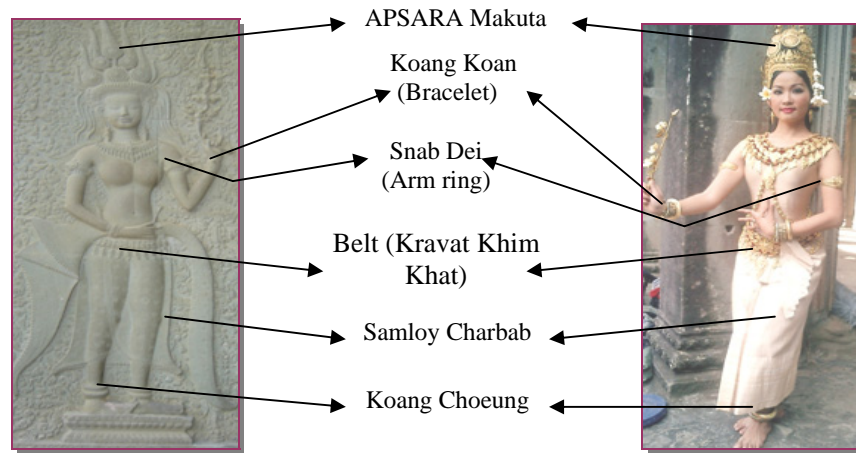 APSARA Makuta
Koang Koan
(Bracelet)
Snab Dei
(Arm ring)
Belt (Kravat Khim
Khat)
Samloy Charbab
Koang Choeung